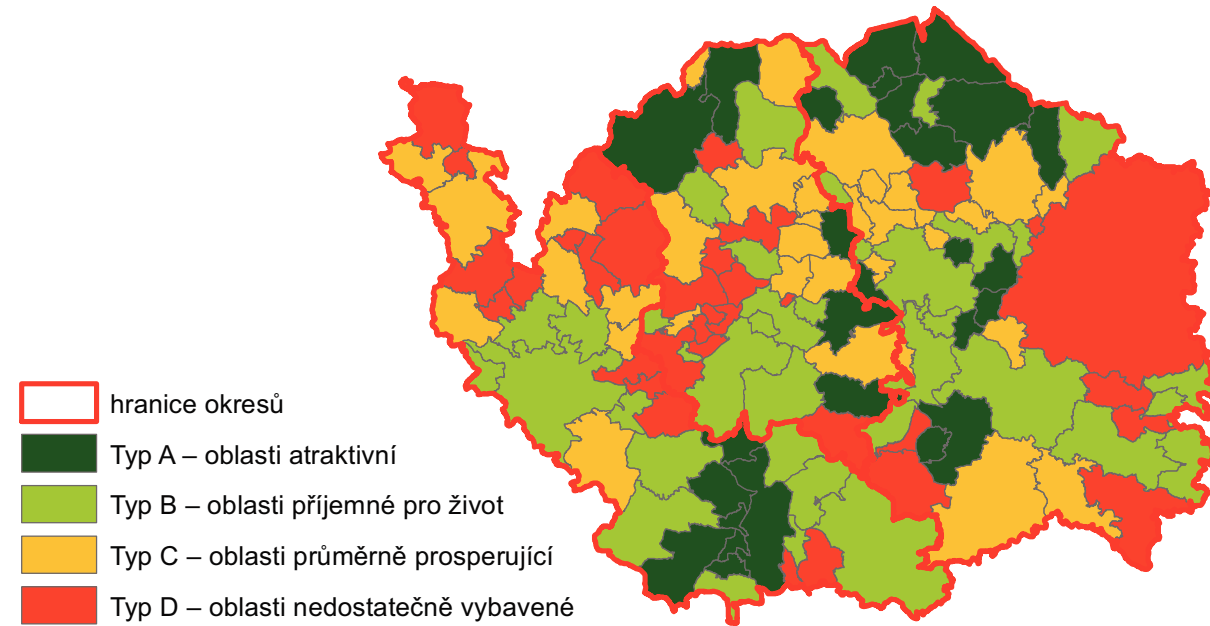 hranice okresů
Typ A – oblasti atraktivní
Typ B – oblasti příjemné pro život
Typ C – oblasti průměrně prosperující
Typ D – oblasti nedostatečně vybavené